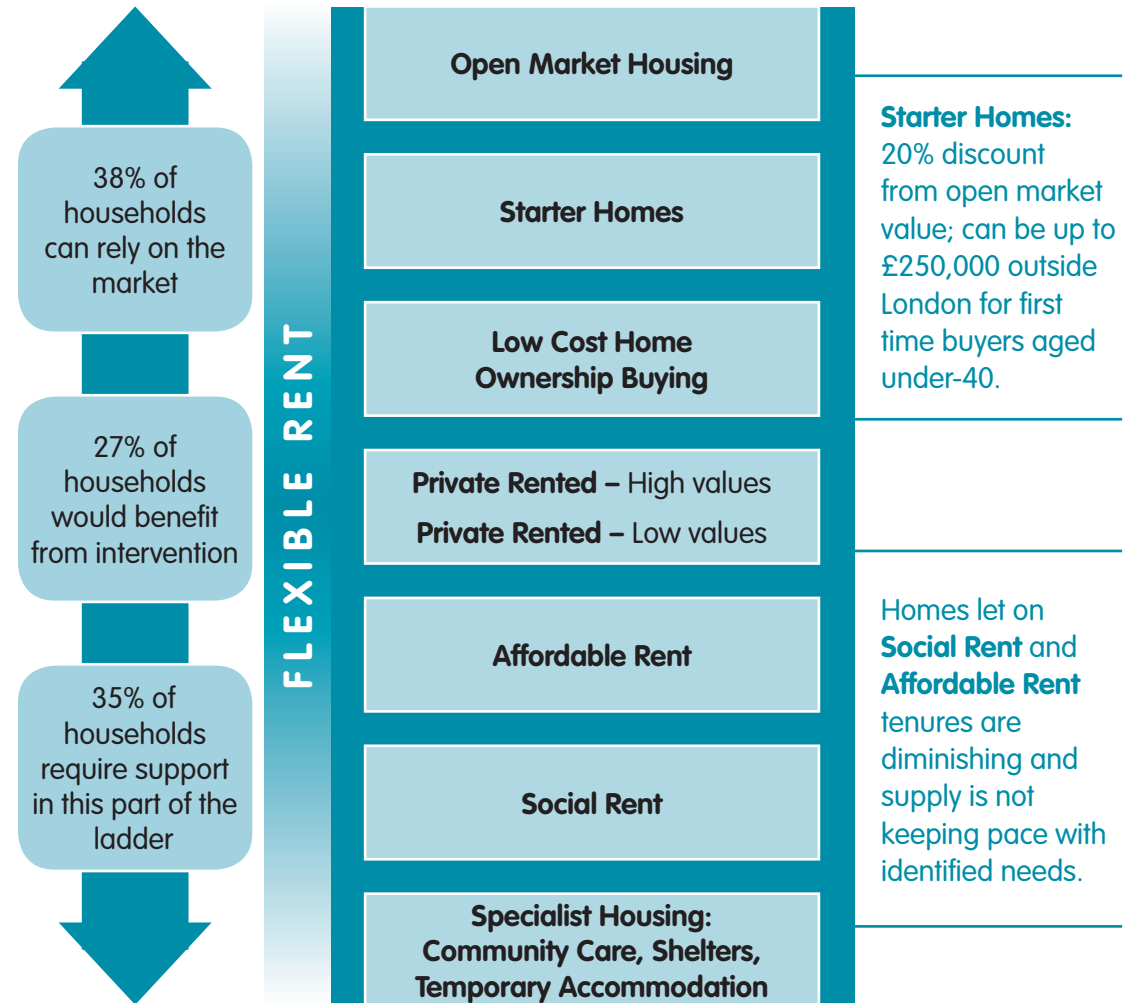 38% of
households
can rely on the
market
27% of
households
would benefit
from intervention
35% of
households
require support
in this part of the
ladder
FLEXIBLE RENT
Open Market Housing
Starter Homes
Low Cost Home
Ownership Buying
Private Rented – High values
Private Rented – Low values
Affordable Rent
Social Rent
Specialist Housing:
Community Care, Shelters,
Temporary Accommodation
Starter Homes:
20% discount
from open market
value; can be up to
£250,000 outside
London for first
time buyers aged
under-40.
Homes let on
Social Rent and
Affordable Rent
tenures are
diminishing and
supply is not
keeping pace with
identified needs.